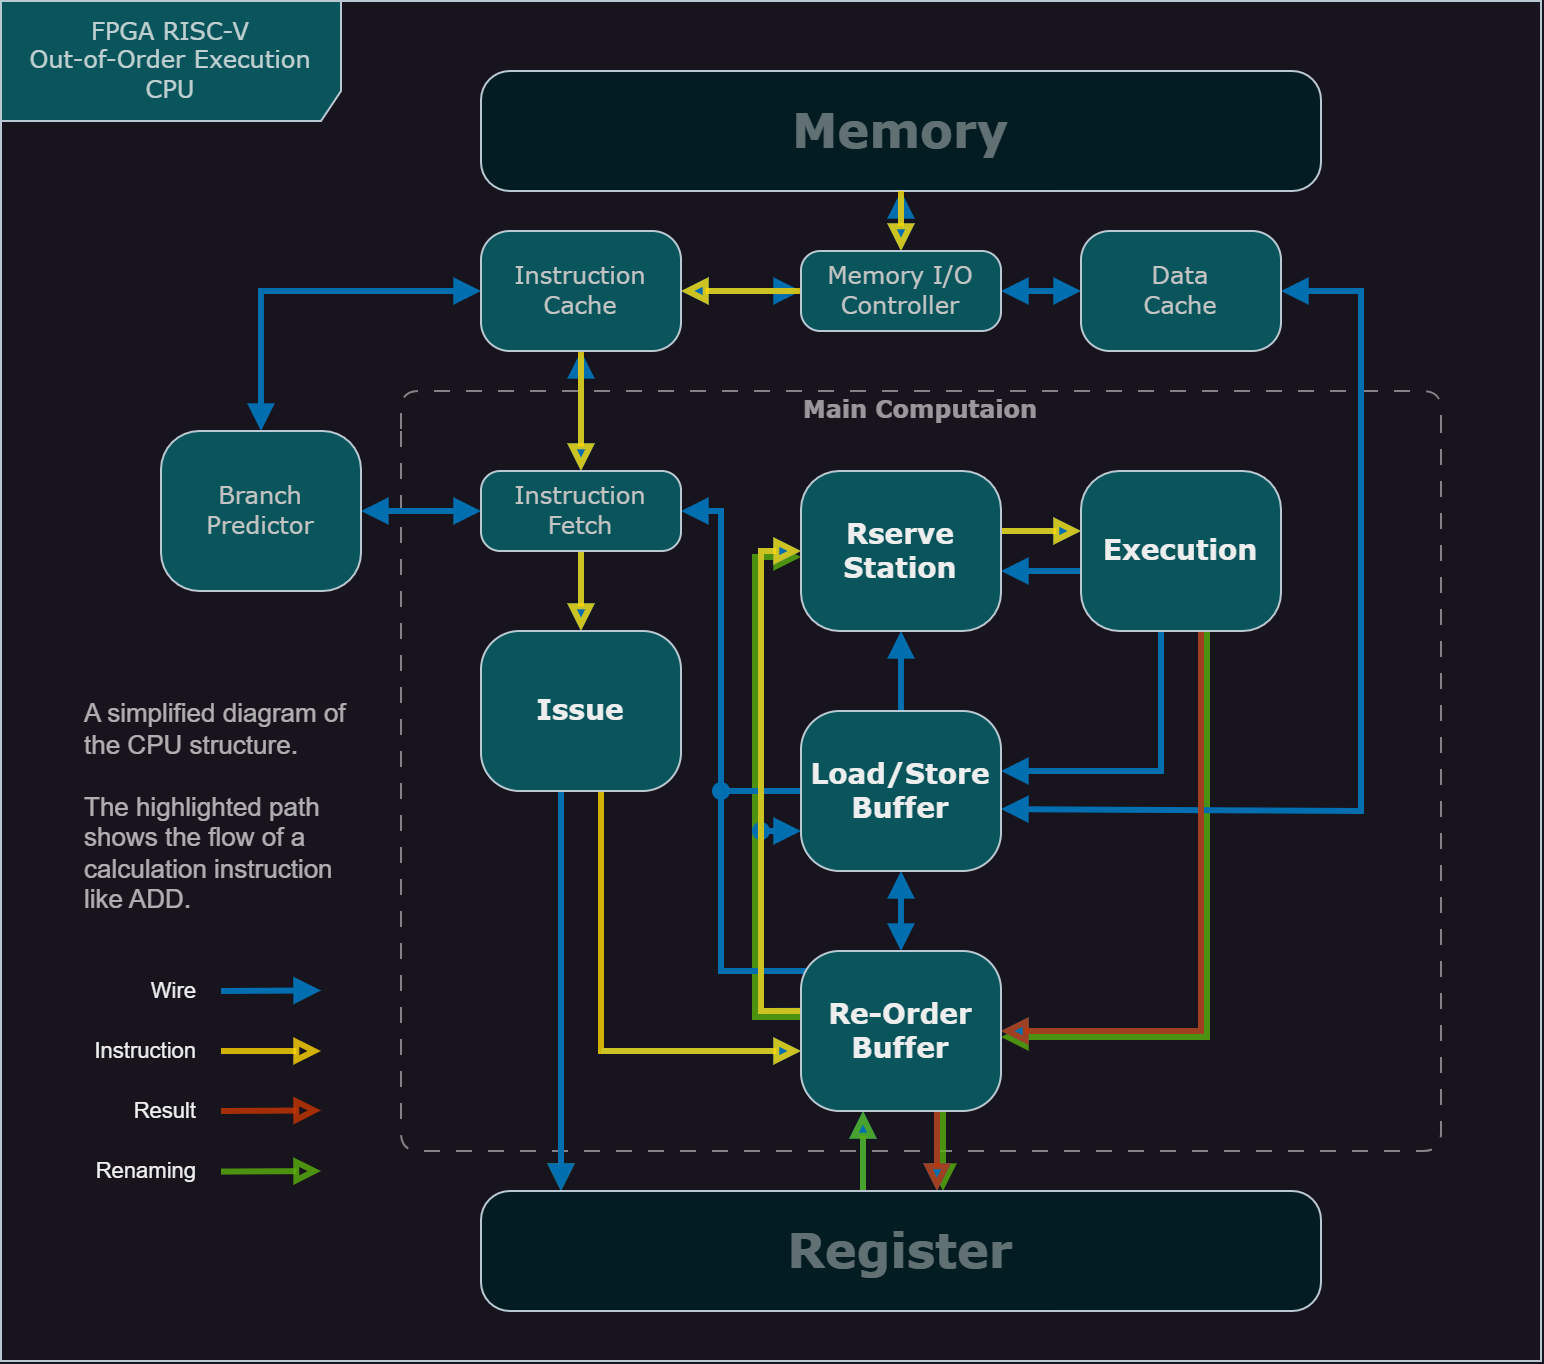 FPGA RISC-V
Out-of-Order Execution
CPU
Memory
Instruction
Cache
Memory I/O
Controller
Data
Cache
Main Computaion
Branch
Predictor
Instruction
Fetch
Rserve
Station
Execution
Issue
Load/Store
Buffer
Re-Order
Buffer
A simplified diagram of
the CPU structure.
The highlighted path
shows the flow of a
calculation instruction
like ADD.
Wire
Instruction
Result
Renaming
Register